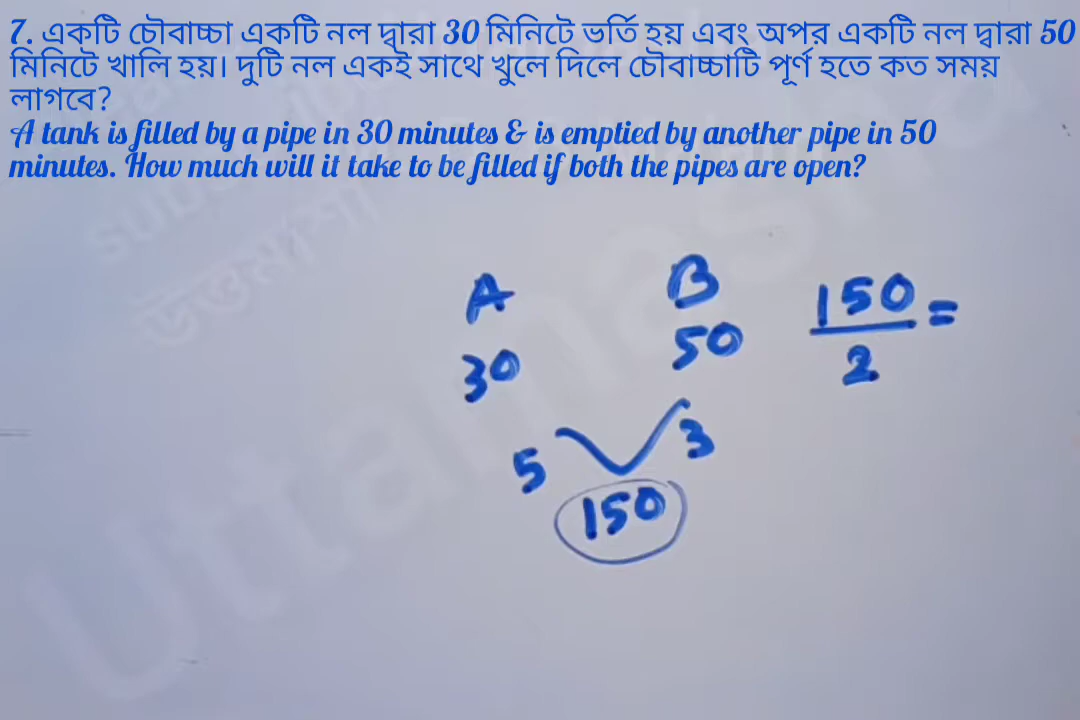 7. একটি চৌবাচ্চা একটি নল দ্বারা 30 মিনিটে ভর্তি হয় এবং অপর একটি নল দ্বারা 50
মিনিটে খালি হয়। দুটি নল একই সাথে খুলে দিলে চৌবাচ্চাটি পূর্ণ হতে কত সময়
লাগবে?
A tank is filled by a pipe in 30 minutes & is emptied by another pipe in 50
minutes. How much will it take to be filled if both the pipes are open?
A B 150
30 50 2 =
5 3
150
Uttamasha